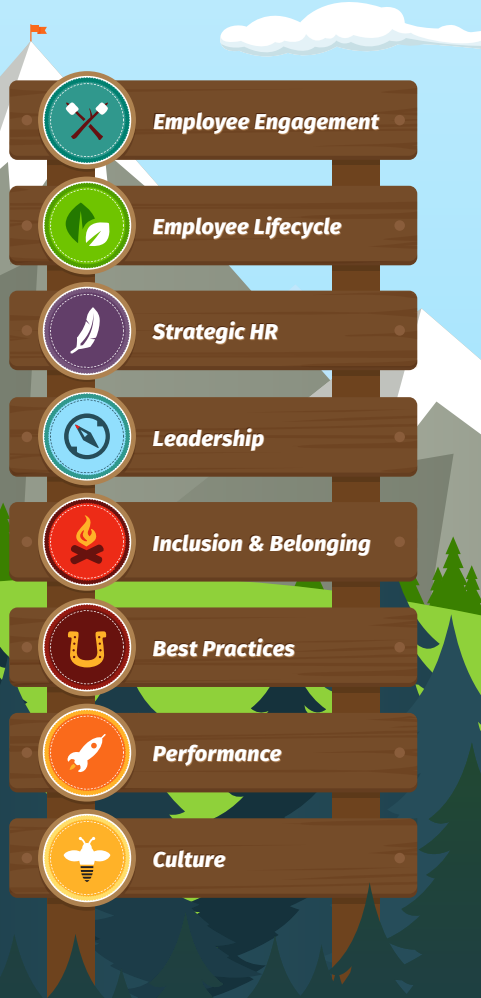 Employee Engagement
Employee Lifecycle
Strategic HR
Leadership
Inclusion & Belonging
Best Practices
Performance
Culture